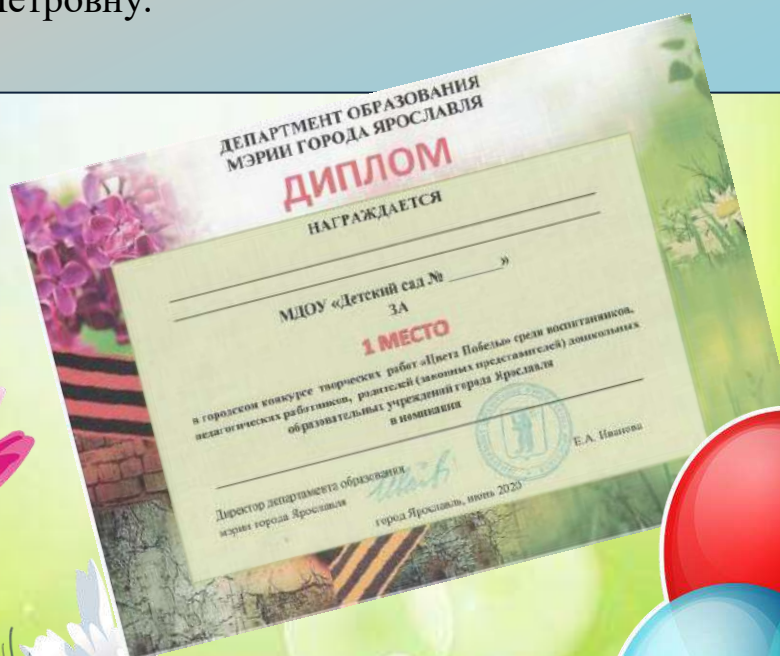 Петровну.
ДЕПАРТМЕНТ ОБРАЗОВАНИЯ
МЭРИИ ГОРОДА ЯРОСЛАВЛЯ
ДИПЛОМ
НАГРАЖДАЕТСЯ
МДОУ «Детский сад № ______»
ЗА
1 МЕСТО
в городском конкурсе творческих работ «Цвета Победы» среди воспитанников,
педагогических работников, родителей (законных представителей) дошкольных
образовательных учреждений города Ярославля
в номинации
Директор департамента образования
мэрии города Ярославля
Е.А. Иванова
город Ярославль, июнь 2020